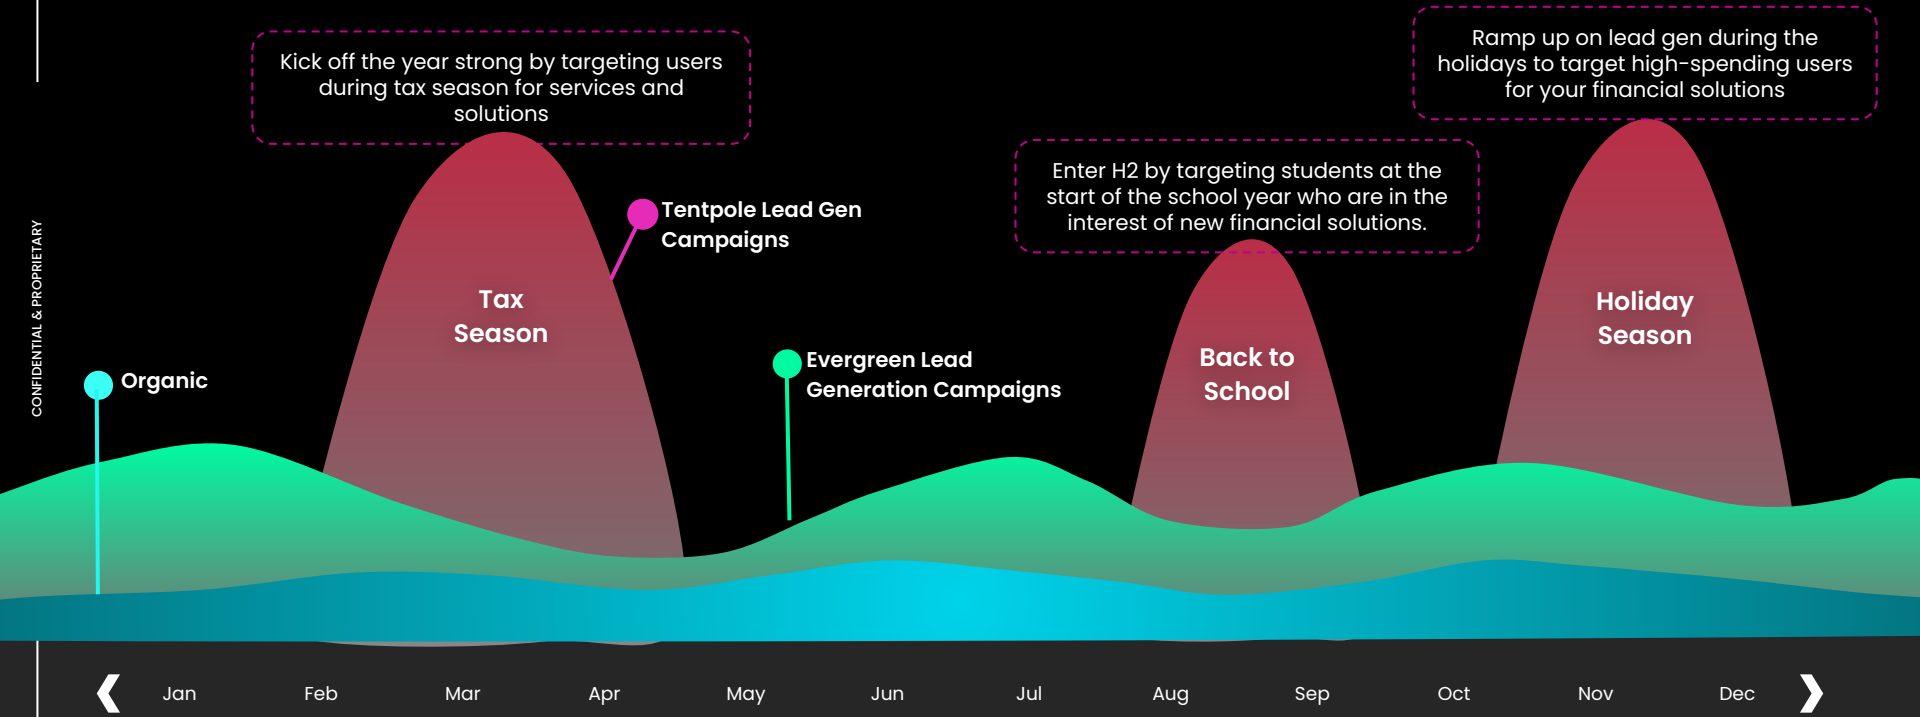 Kick off the year strong by targeting users
during tax season for services and
solutions
Ramp up on lead gen during the
holidays to target high-spending users
for your financial solutions
Enter H2 by targeting students at the
start of the school year who are in the
interest of new financial solutions.
Tentpole Lead Gen
Campaigns
Tax
Season
Holiday
Season
Back to
School
Evergreen Lead
Generation Campaigns
Organic
CONFIDENTIAL & PROPRIETARY
Jan Feb Mar Apr May Jun Jul Aug Sep Oct Nov Dec